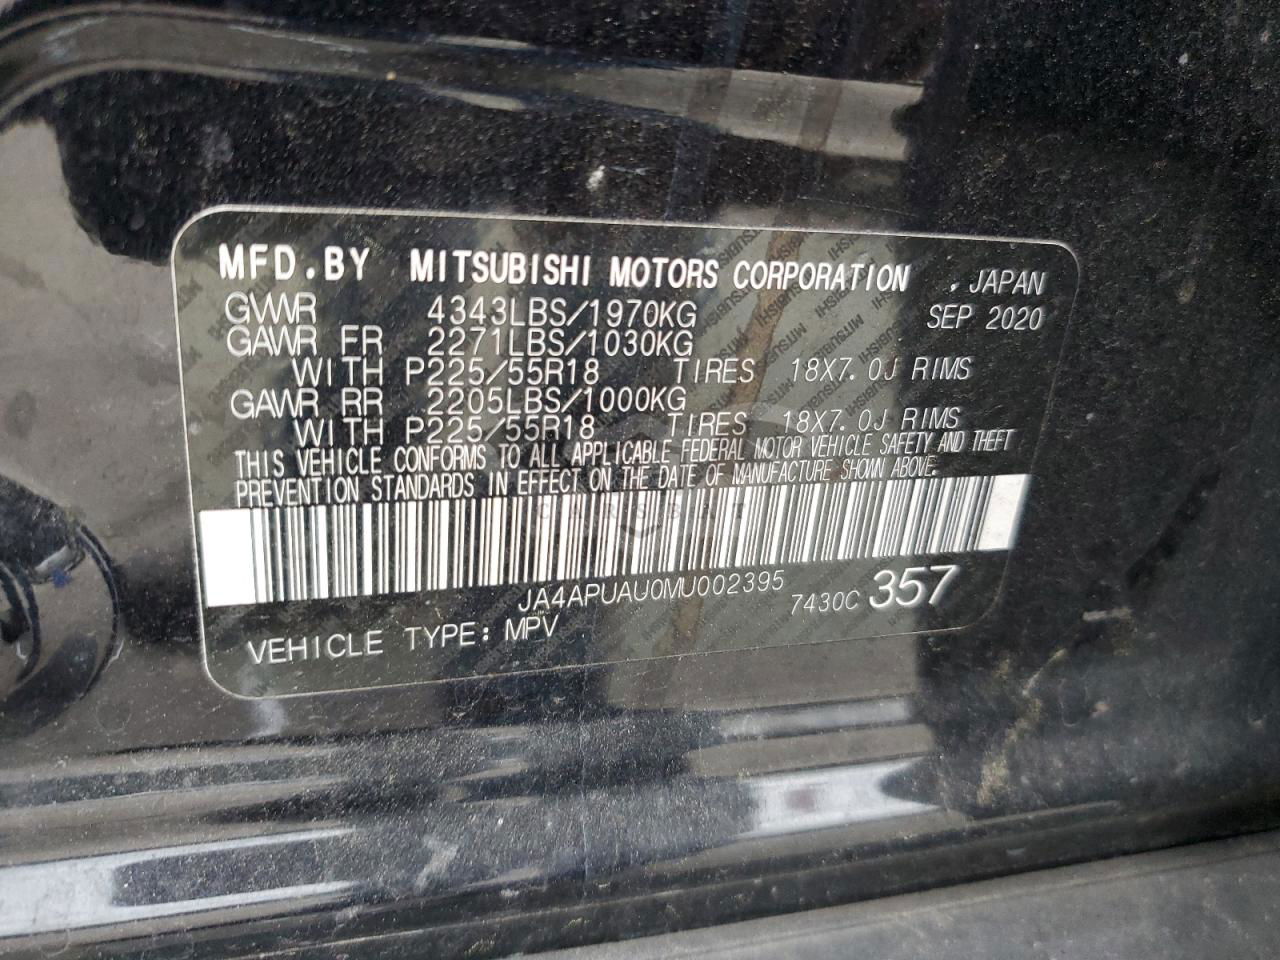 MFD.BY MITSUBISHI MOTORS CORPORATION , JAPAN
GVWR 4343LBS/1970KG SEP 2020
GAWR FR 2271LBS/1030KG
WITH P225/55R18 TIRES 18X7.0J RIMS
GAWR RR 2205LBS/1000KG
WITH P225/55R18 TIRES 18X7.0J RIMS
THIS VEHICLE CONFORMS TO ALL APPLICABLE FEDERAL MOTOR VEHICLE SAFETY AND THEFT
PREVENTION STANDARDS IN EFFECT ON THE DATE OF MANUFACTURE SHOWN ABOVE.
JA4APUAU0MU002395 7430C 357
VEHICLE TYPE: MPV